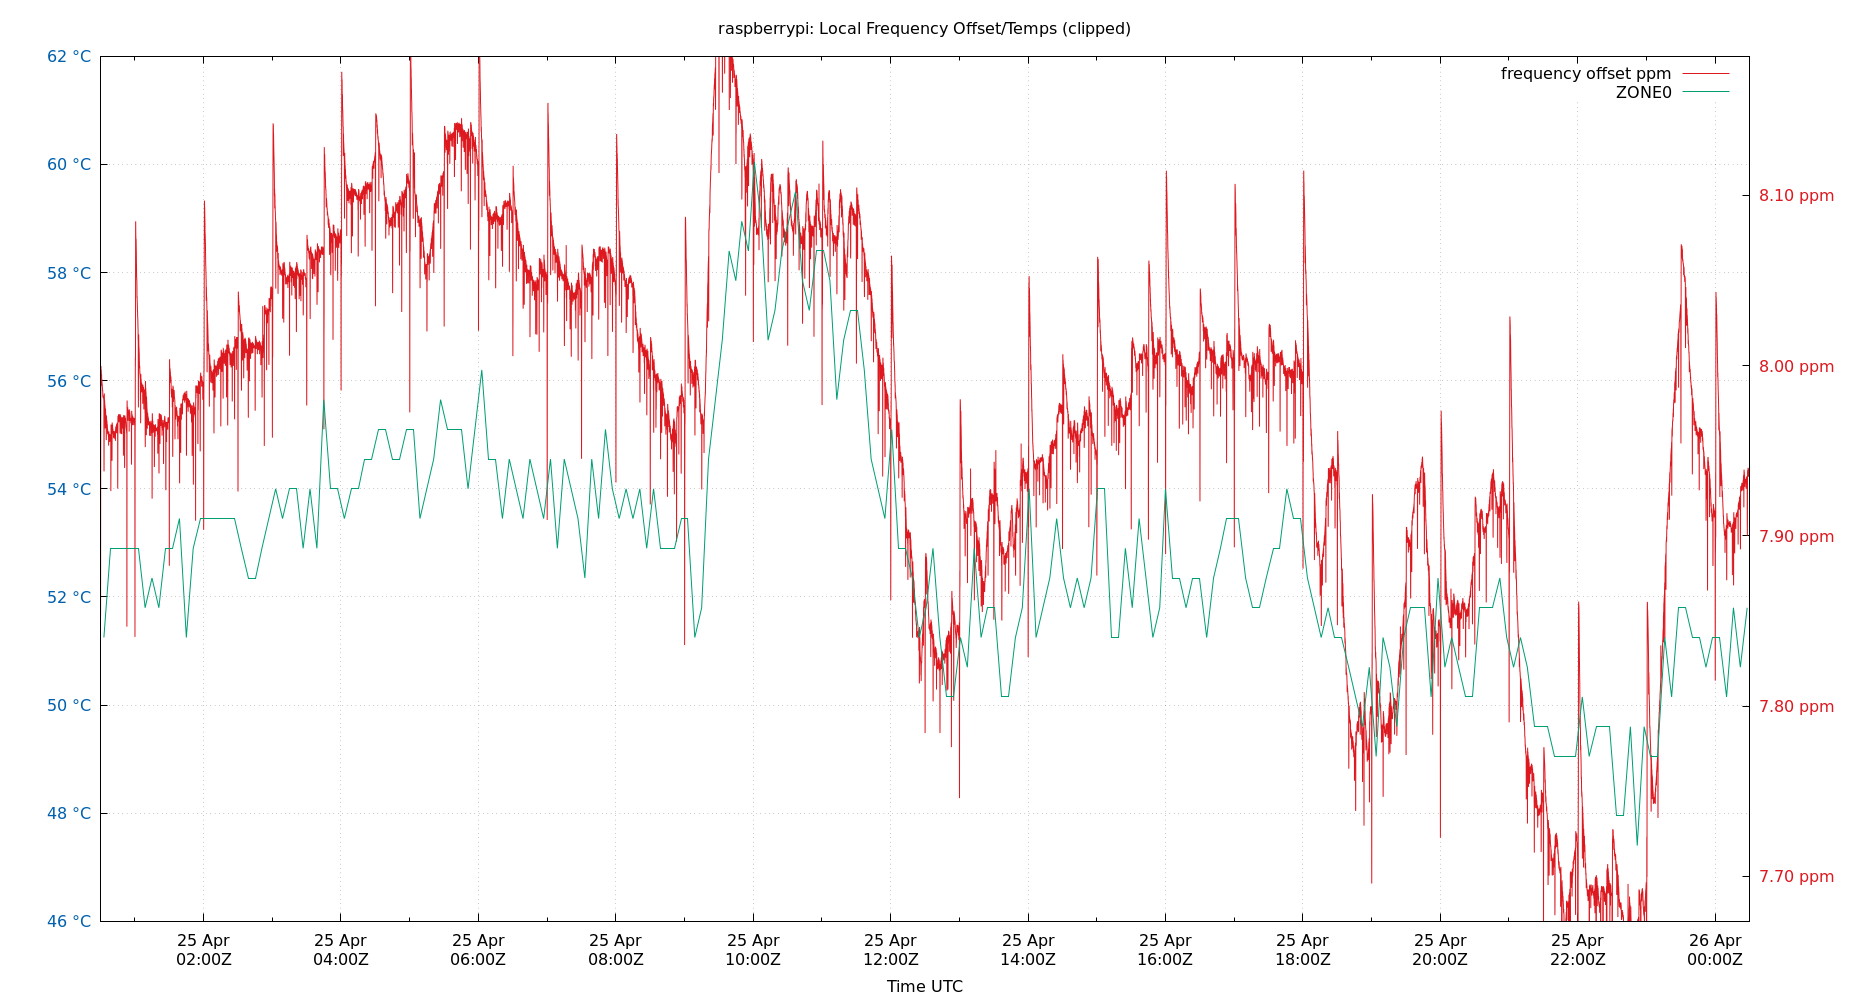 raspberrypi: Local Frequency Offset/Temps (clipped)
62 °C
60 °C
58 °C
56 °C
54 °C
52 °C
50 °C
48 °C
46 °C
frequency offset ppm
ZONE0
8.10 ppm
8.00 ppm
7.90 ppm
7.80 ppm
7.70 ppm
25 Apr 25 Apr 25 Apr 25 Apr 25 Apr 25 Apr 25 Apr 25 Apr 25 Apr 25 Apr 25 Apr 26 Apr
02:00Z 04:00Z 06:00Z 08:00Z 10:00Z 12:00Z 14:00Z 16:00Z 18:00Z 20:00Z 22:00Z 00:00Z
Time UTC